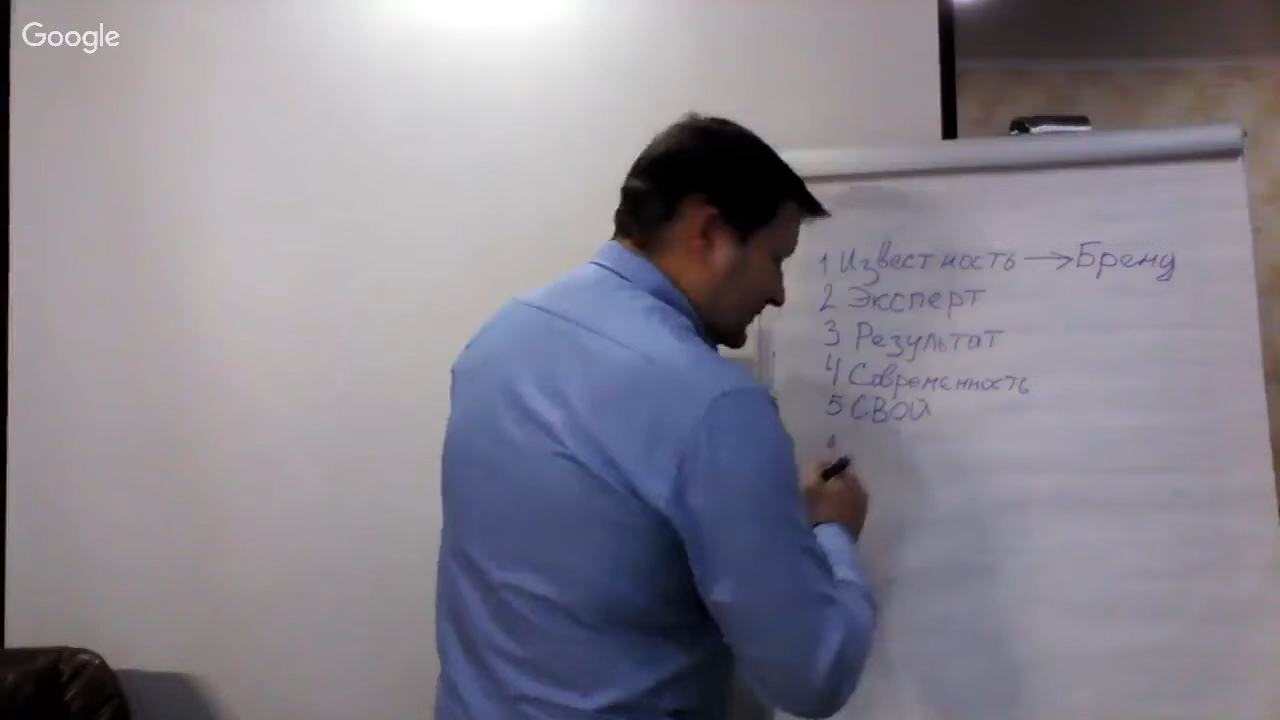 Google
1 Известность → Бренд
2 Эксперт
3 Результат
4 Современность
5 СВОЙ